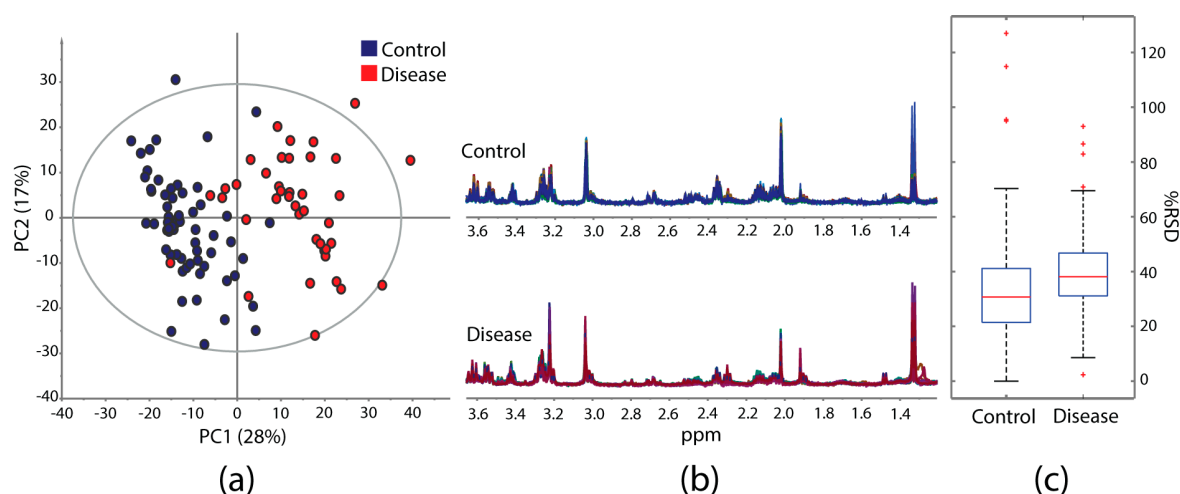 Control
Disease
30
20
10
0
-10
-20
-30
-40
PC2 (17%)
-40 -30 -20 -10 0 10 20 30 40
PC1 (28%)
(a)
Control
3.6 3.4 3.2 3.0 2.8 2.6 2.4 2.2 2.0 1.8 1.6 1.4
Disease
3.6 3.4 3.2 3.0 2.8 2.6 2.4 2.2 2.0 1.8 1.6 1.4
ppm
(b)
120
100
80
60
40
20
0
%RSD
Control Disease
(c)